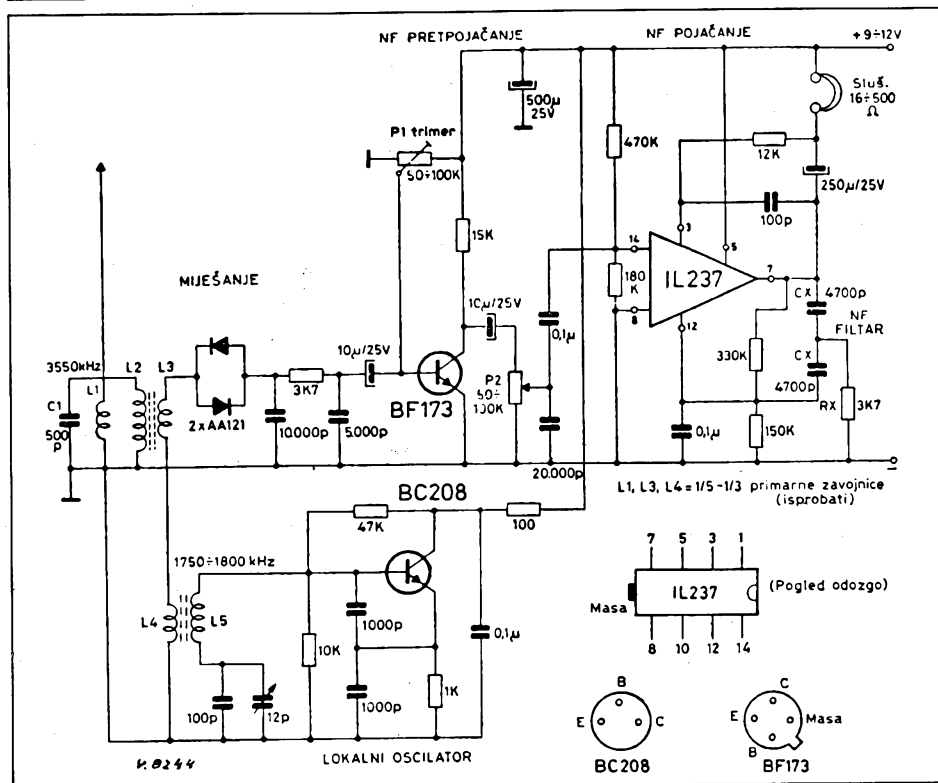 NF PRETPOJAČANJE
NF POJAČANJE
+9÷12V
500µ
25V
Sluš.
16÷500
Ω
P1 trimer
50÷100K
470K
12K
250µ/25V
100p
15K
MIJEŠANJE
10µ/25V
14
3
5
IL237
7
180
K
8
12
CX
4700p
NF
FILTAR
3550kHz
L1
L2
L3
C1
500
p
2xAA121
10µ/25V
3K7
10.000p
5.000p
BF173
P2
50÷
100K
0,1µ
20.000p
330K
CX
4700p
RX
3K7
0,1µ
150K
-
L1, L3, L4 = 1/5-1/3 primarne zavojnice
(isprobati)
BC208
47K
100
1750÷1800 kHz
L4
L5
1000p
10K
1000p
1K
0,1µ
100p
12p
LOKALNI OSCILATOR
V.8244
7 5 3 1
IL237
(Pogled odozgo)
Masa
8 10 12 14
B
E
C
BC208
C
E
Masa
B
BF173